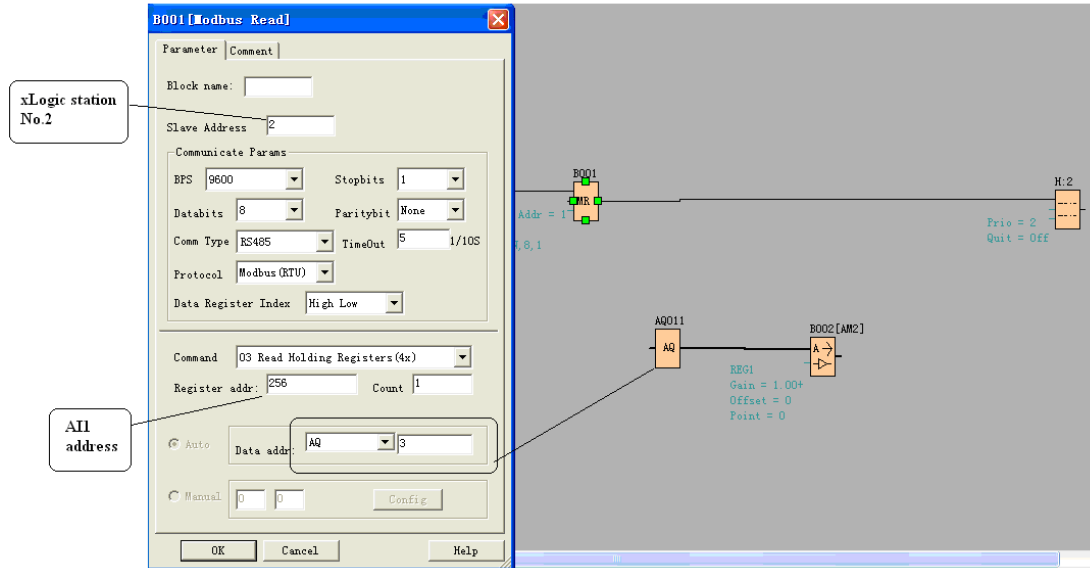 B001[Modbus Read]
Parameter
Comment
Block name:
xLogic station
No.2
Slave Address 2
Communicate Params
BPS 9600 Stopbits 1
Databits 8 Paritybit None
Comm Type RS485 TimeOut 5 1/10S
Protocol Modbus(RTU)
Data Register Index High Low
Command 03 Read Holding Registers(4x)
Register addr: 256 Count 1
AI1
address
Auto Data addr: AQ 3
Manual 0 0 Config
OK Cancel Help
B001
MR
Addr = 1
,8,1
H:2
Prio = 2
Quit = Off
AQ011
AQ
B002[AM2]
A→
REG1
Gain = 1.00+
Offset = 0
Point = 0